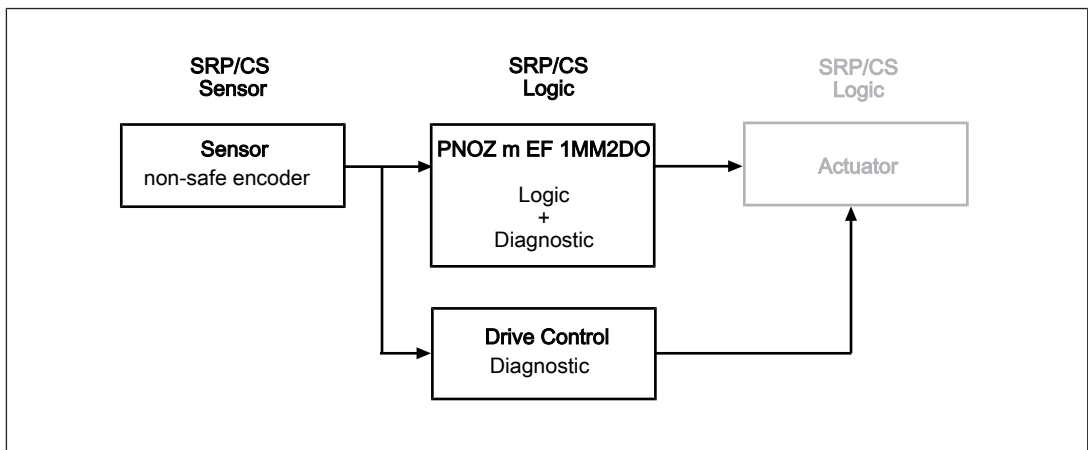 SRP/CS
Sensor
SRP/CS
Logic
SRP/CS
Logic
Sensor
non-safe encoder
PNOZ m EF 1MM2DO
Logic
+
Diagnostic
Actuator
Drive Control
Diagnostic